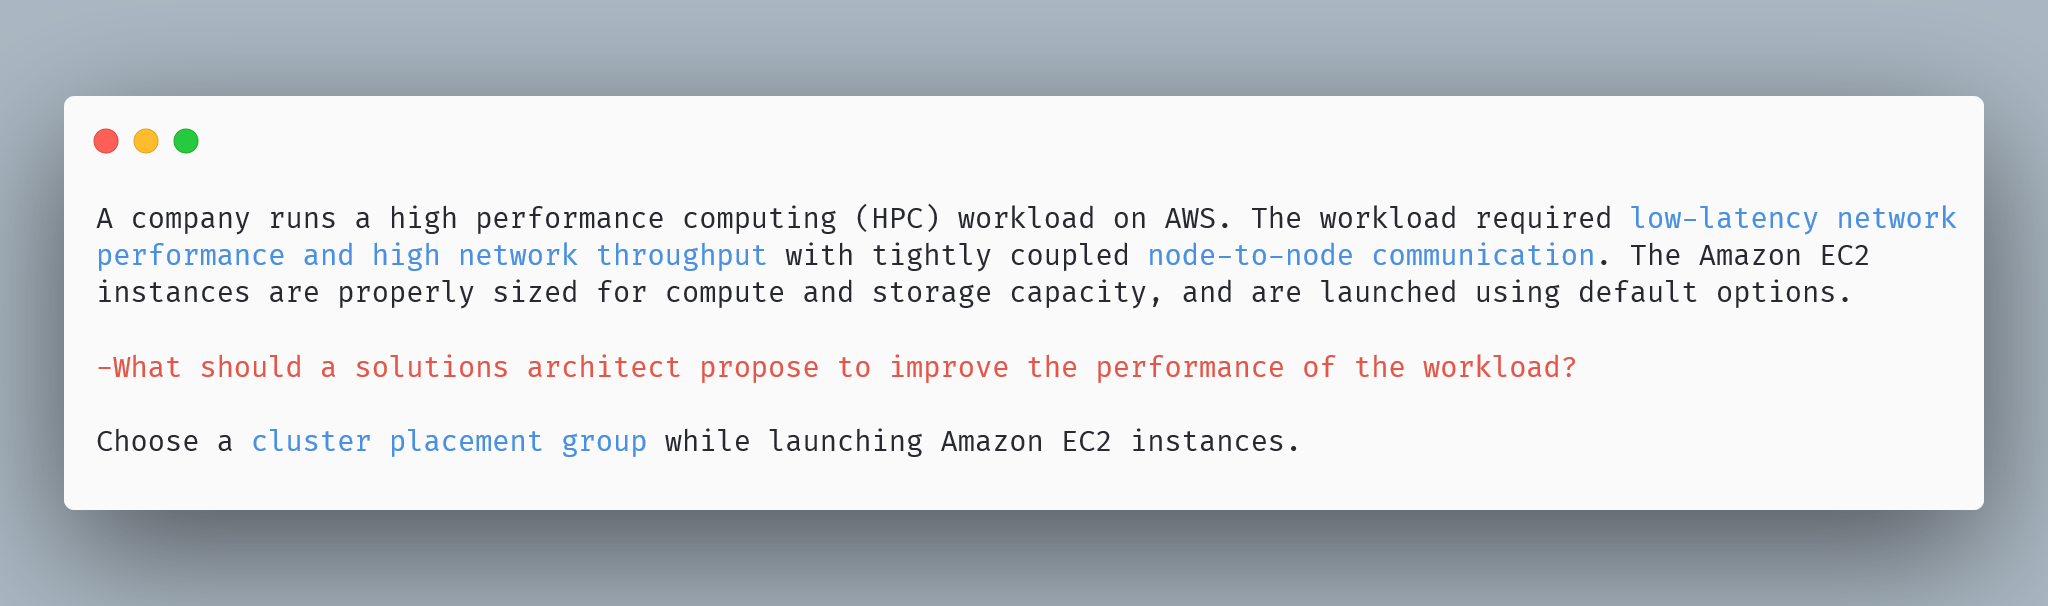 A company runs a high performance computing (HPC) workload on AWS. The workload required low-latency network
performance and high network throughput with tightly coupled node-to-node communication. The Amazon EC2
instances are properly sized for compute and storage capacity, and are launched using default options.
-What should a solutions architect propose to improve the performance of the workload?
Choose a cluster placement group while launching Amazon EC2 instances.